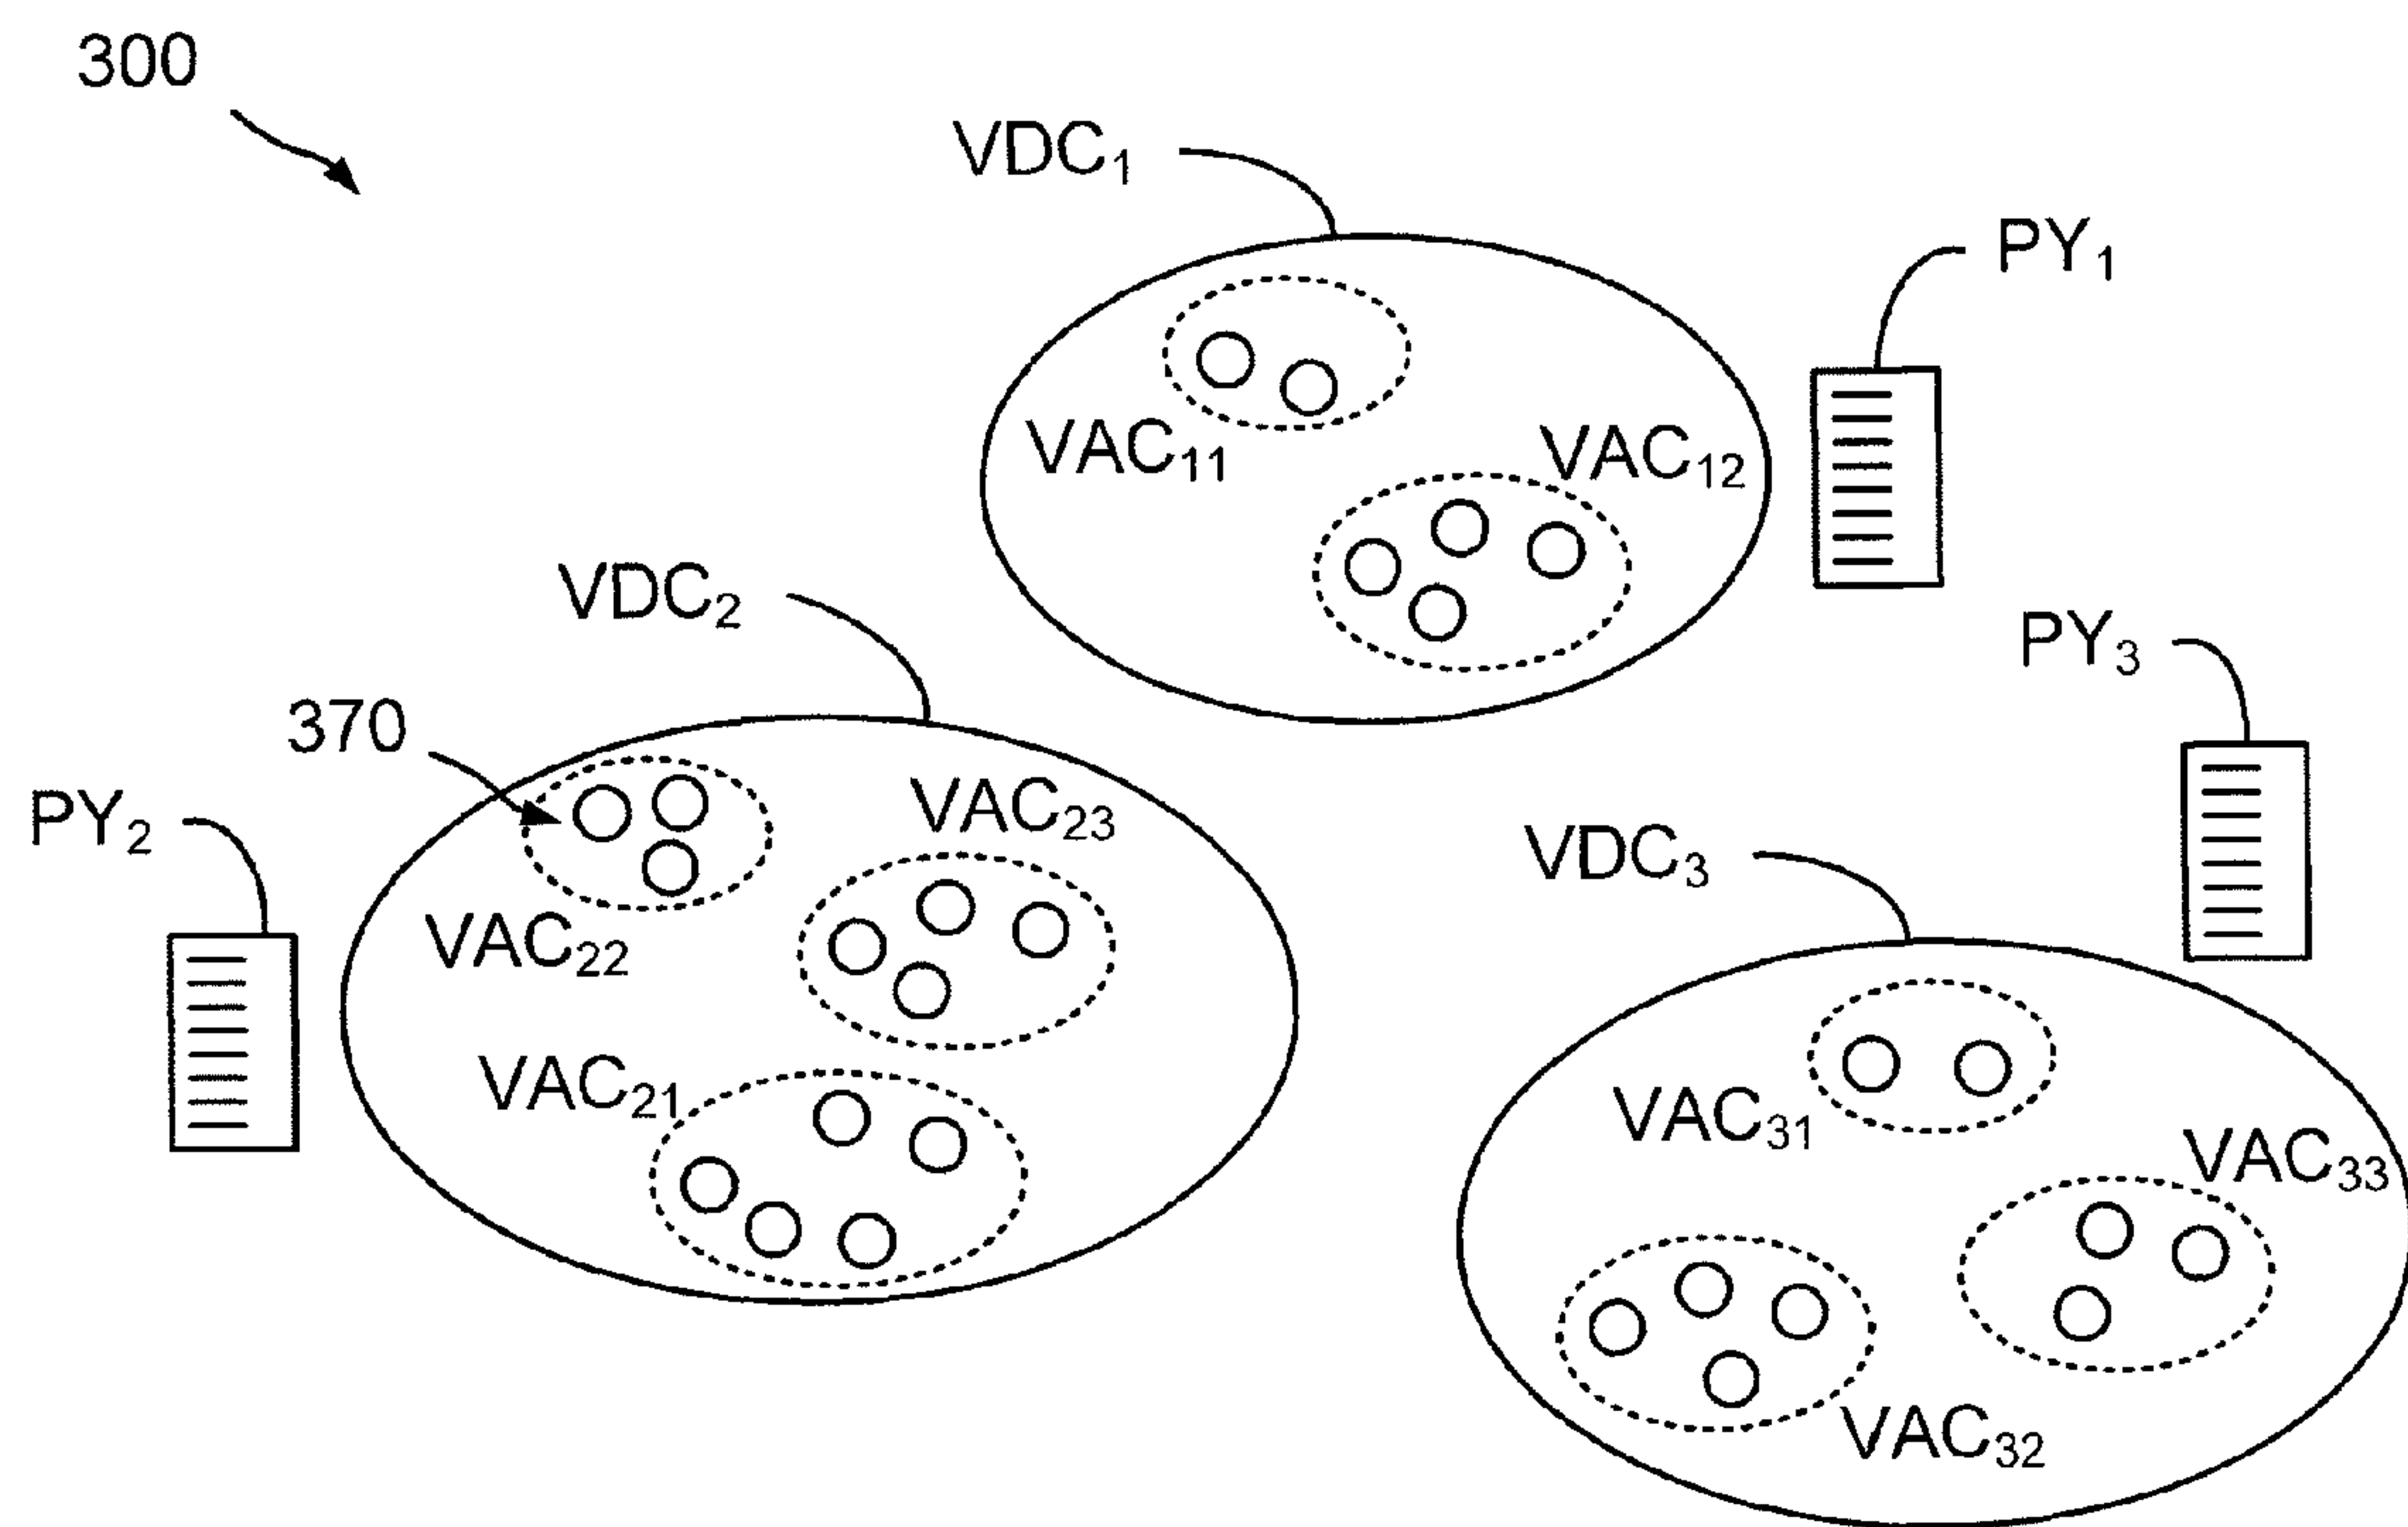 300
VDC₁
PY₁
VAC₁₁
VAC₁₂
VDC₂
PY₃
370
PY₂
VAC₂₃
VDC₃
VAC₂₂
VAC₂₁
VAC₃₁
VAC₃₃
VAC₃₂